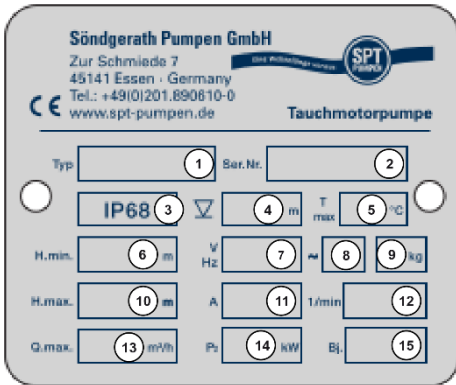 Söndgerath Pumpen GmbH
Zur Schmiede 7
45141 Essen · Germany
Tel.: +49(0)201.890610-0
www.spt-pumpen.de
SPT
PUMPEN
CE
Tauchmotorpumpe
Typ 1 Ser.Nr. 2
IP68 3 4 m T max 5 °C
H.min. 6 m V Hz 7 ~ 8 9 kg
H.max. 10 m A 11 1/min 12
Q.max. 13 m³/h P₂ 14 kW Bj. 15